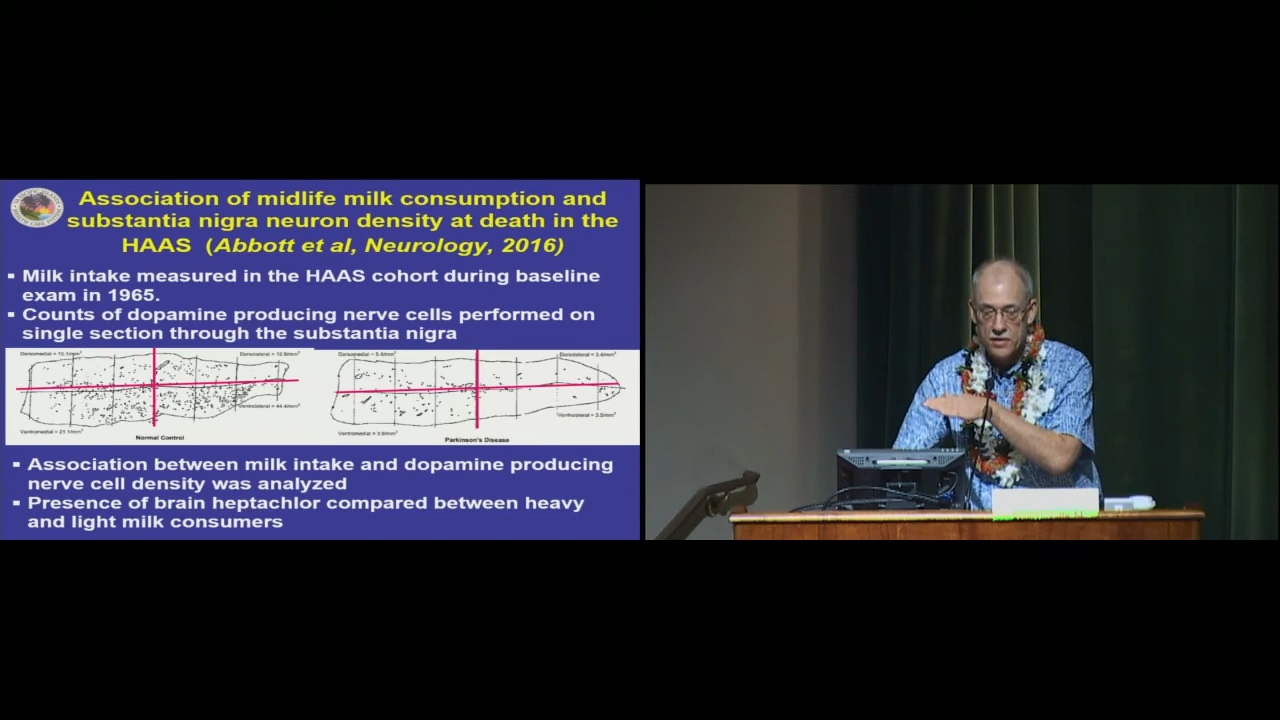 Association of midlife milk consumption and
substantia nigra neuron density at death in the
HAAS (Abbott et al, Neurology, 2016)
▪ Milk intake measured in the HAAS cohort during baseline
exam in 1965.
▪ Counts of dopamine producing nerve cells performed on
single section through the substantia nigra
Normal Control
Parkinson's Disease
▪ Association between milk intake and dopamine producing
nerve cell density was analyzed
▪ Presence of brain heptachlor compared between heavy
and light milk consumers